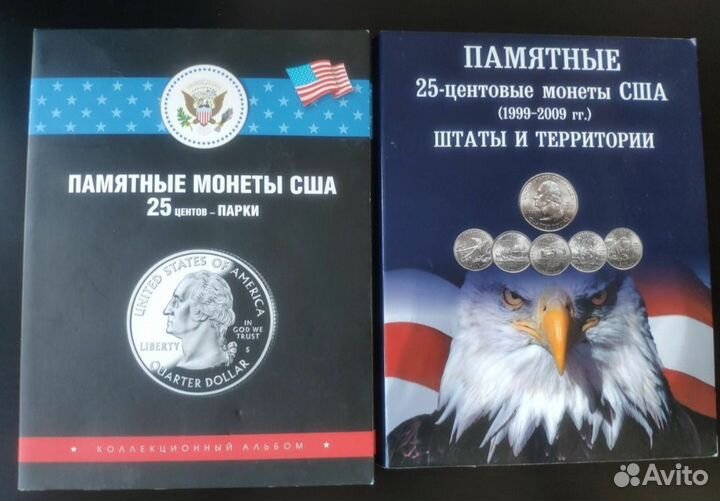 ПАМЯТНЫЕ МОНЕТЫ США
25 ЦЕНТОВ – ПАРКИ
UNITED STATES OF AMERICA
IN
GOD WE
TRUST
LIBERTY
S
QUARTER DOLLAR
★ КОЛЛЕКЦИОННЫЙ АЛЬБОМ ★
ПАМЯТНЫЕ
25-центовые монеты США
(1999–2009 гг.)
ШТАТЫ И ТЕРРИТОРИИ
Avito